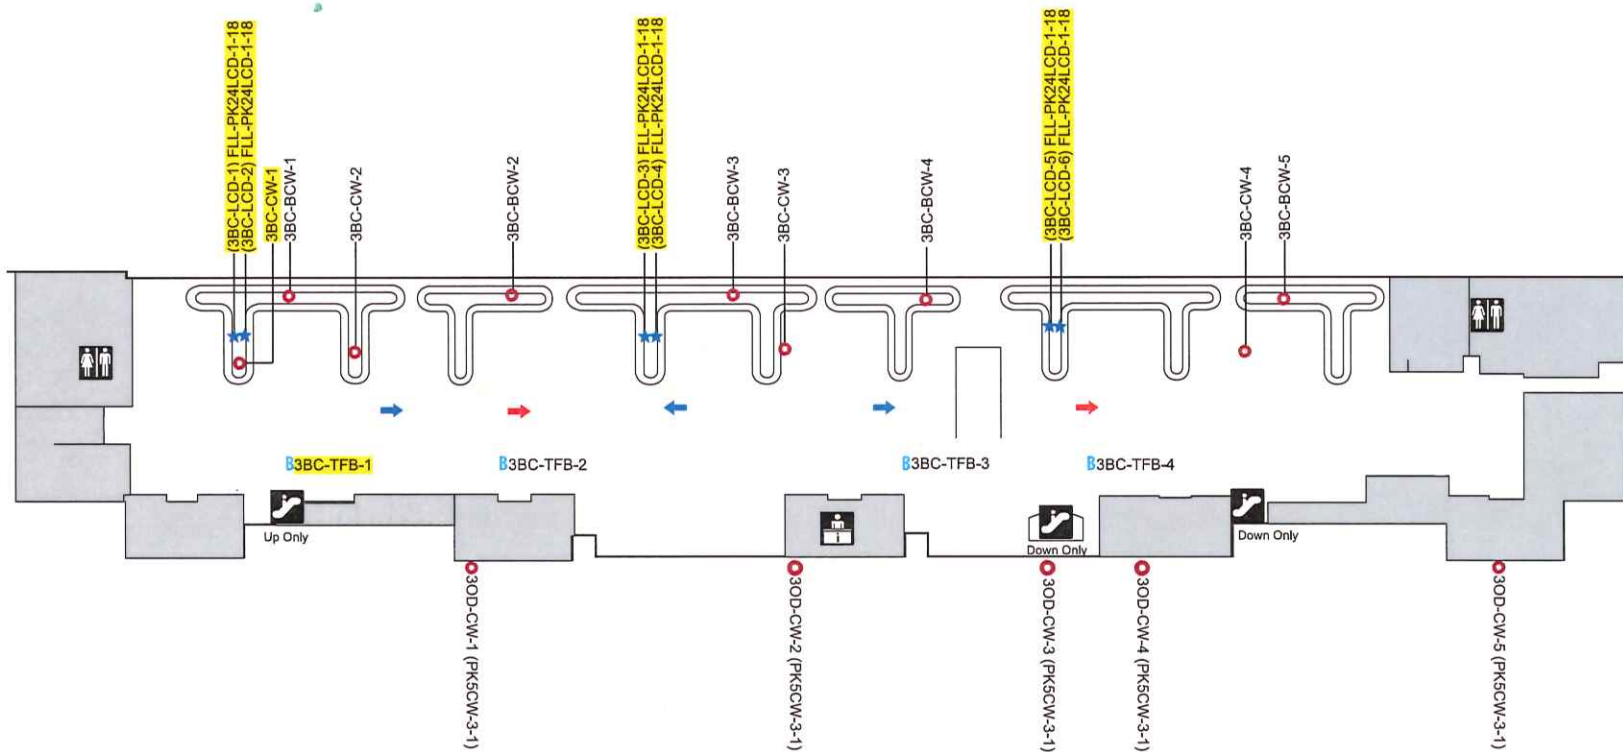 (3BC-LCD-1) FLL-PK24LCD-1-18
(3BC-LCD-2) FLL-PK24LCD-1-18
3BC-CW-1
3BC-BCW-1
3BC-CW-2
3BC-BCW-2
(3BC-LCD-3) FLL-PK24LCD-1-18
(3BC-LCD-4) FLL-PK24LCD-1-18
3BC-BCW-3
3BC-CW-3
3BC-BCW-4
(3BC-LCD-5) FLL-PK24LCD-1-18
(3BC-LCD-6) FLL-PK24LCD-1-18
3BC-CW-4
3BC-BCW-5
B3BC-TFB-1
B3BC-TFB-2
B3BC-TFB-3
B3BC-TFB-4
Up Only
i
Down Only
Down Only
3OD-CW-1 (PK5CW-3-1)
3OD-CW-2 (PK5CW-3-1)
3OD-CW-3 (PK5CW-3-1)
3OD-CW-4 (PK5CW-3-1)
3OD-CW-5 (PK5CW-3-1)